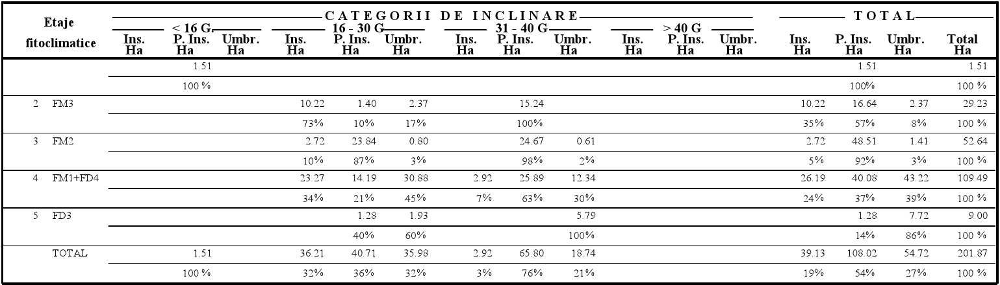 Etaje fitoclimatice C A T E G O R I I D E I N C L I N A R E T O T A L
< 16 G. 16 - 30 G 31 - 40 G > 40 G
Ins. P. Ins. Umbr. Ins. P. Ins. Umbr. Ins. P. Ins. Umbr. Ins. P. Ins. Umbr. Ins. P. Ins. Umbr. Total
Ha Ha Ha Ha Ha Ha Ha Ha Ha Ha Ha Ha Ha Ha Ha Ha
1.51 1.51 1.51
100 % 100% 100 %
2 FM3 10.22 1.40 2.37 15.24 10.22 16.64 2.37 29.23
73% 10% 17% 100% 35% 57% 8% 100 %
3 FM2 2.72 23.84 0.80 24.67 0.61 2.72 48.51 1.41 52.64
10% 87% 3% 98% 2% 5% 92% 3% 100 %
4 FM1+FD4 23.27 14.19 30.88 2.92 25.89 12.34 26.19 40.08 43.22 109.49
34% 21% 45% 7% 63% 30% 24% 37% 39% 100 %
5 FD3 1.28 1.93 5.79 1.28 7.72 9.00
40% 60% 100% 14% 86% 100 %
TOTAL 1.51 36.21 40.71 35.98 2.92 65.80 18.74 39.13 108.02 54.72 201.87
100 % 32% 36% 32% 3% 76% 21% 19% 54% 27% 100 %